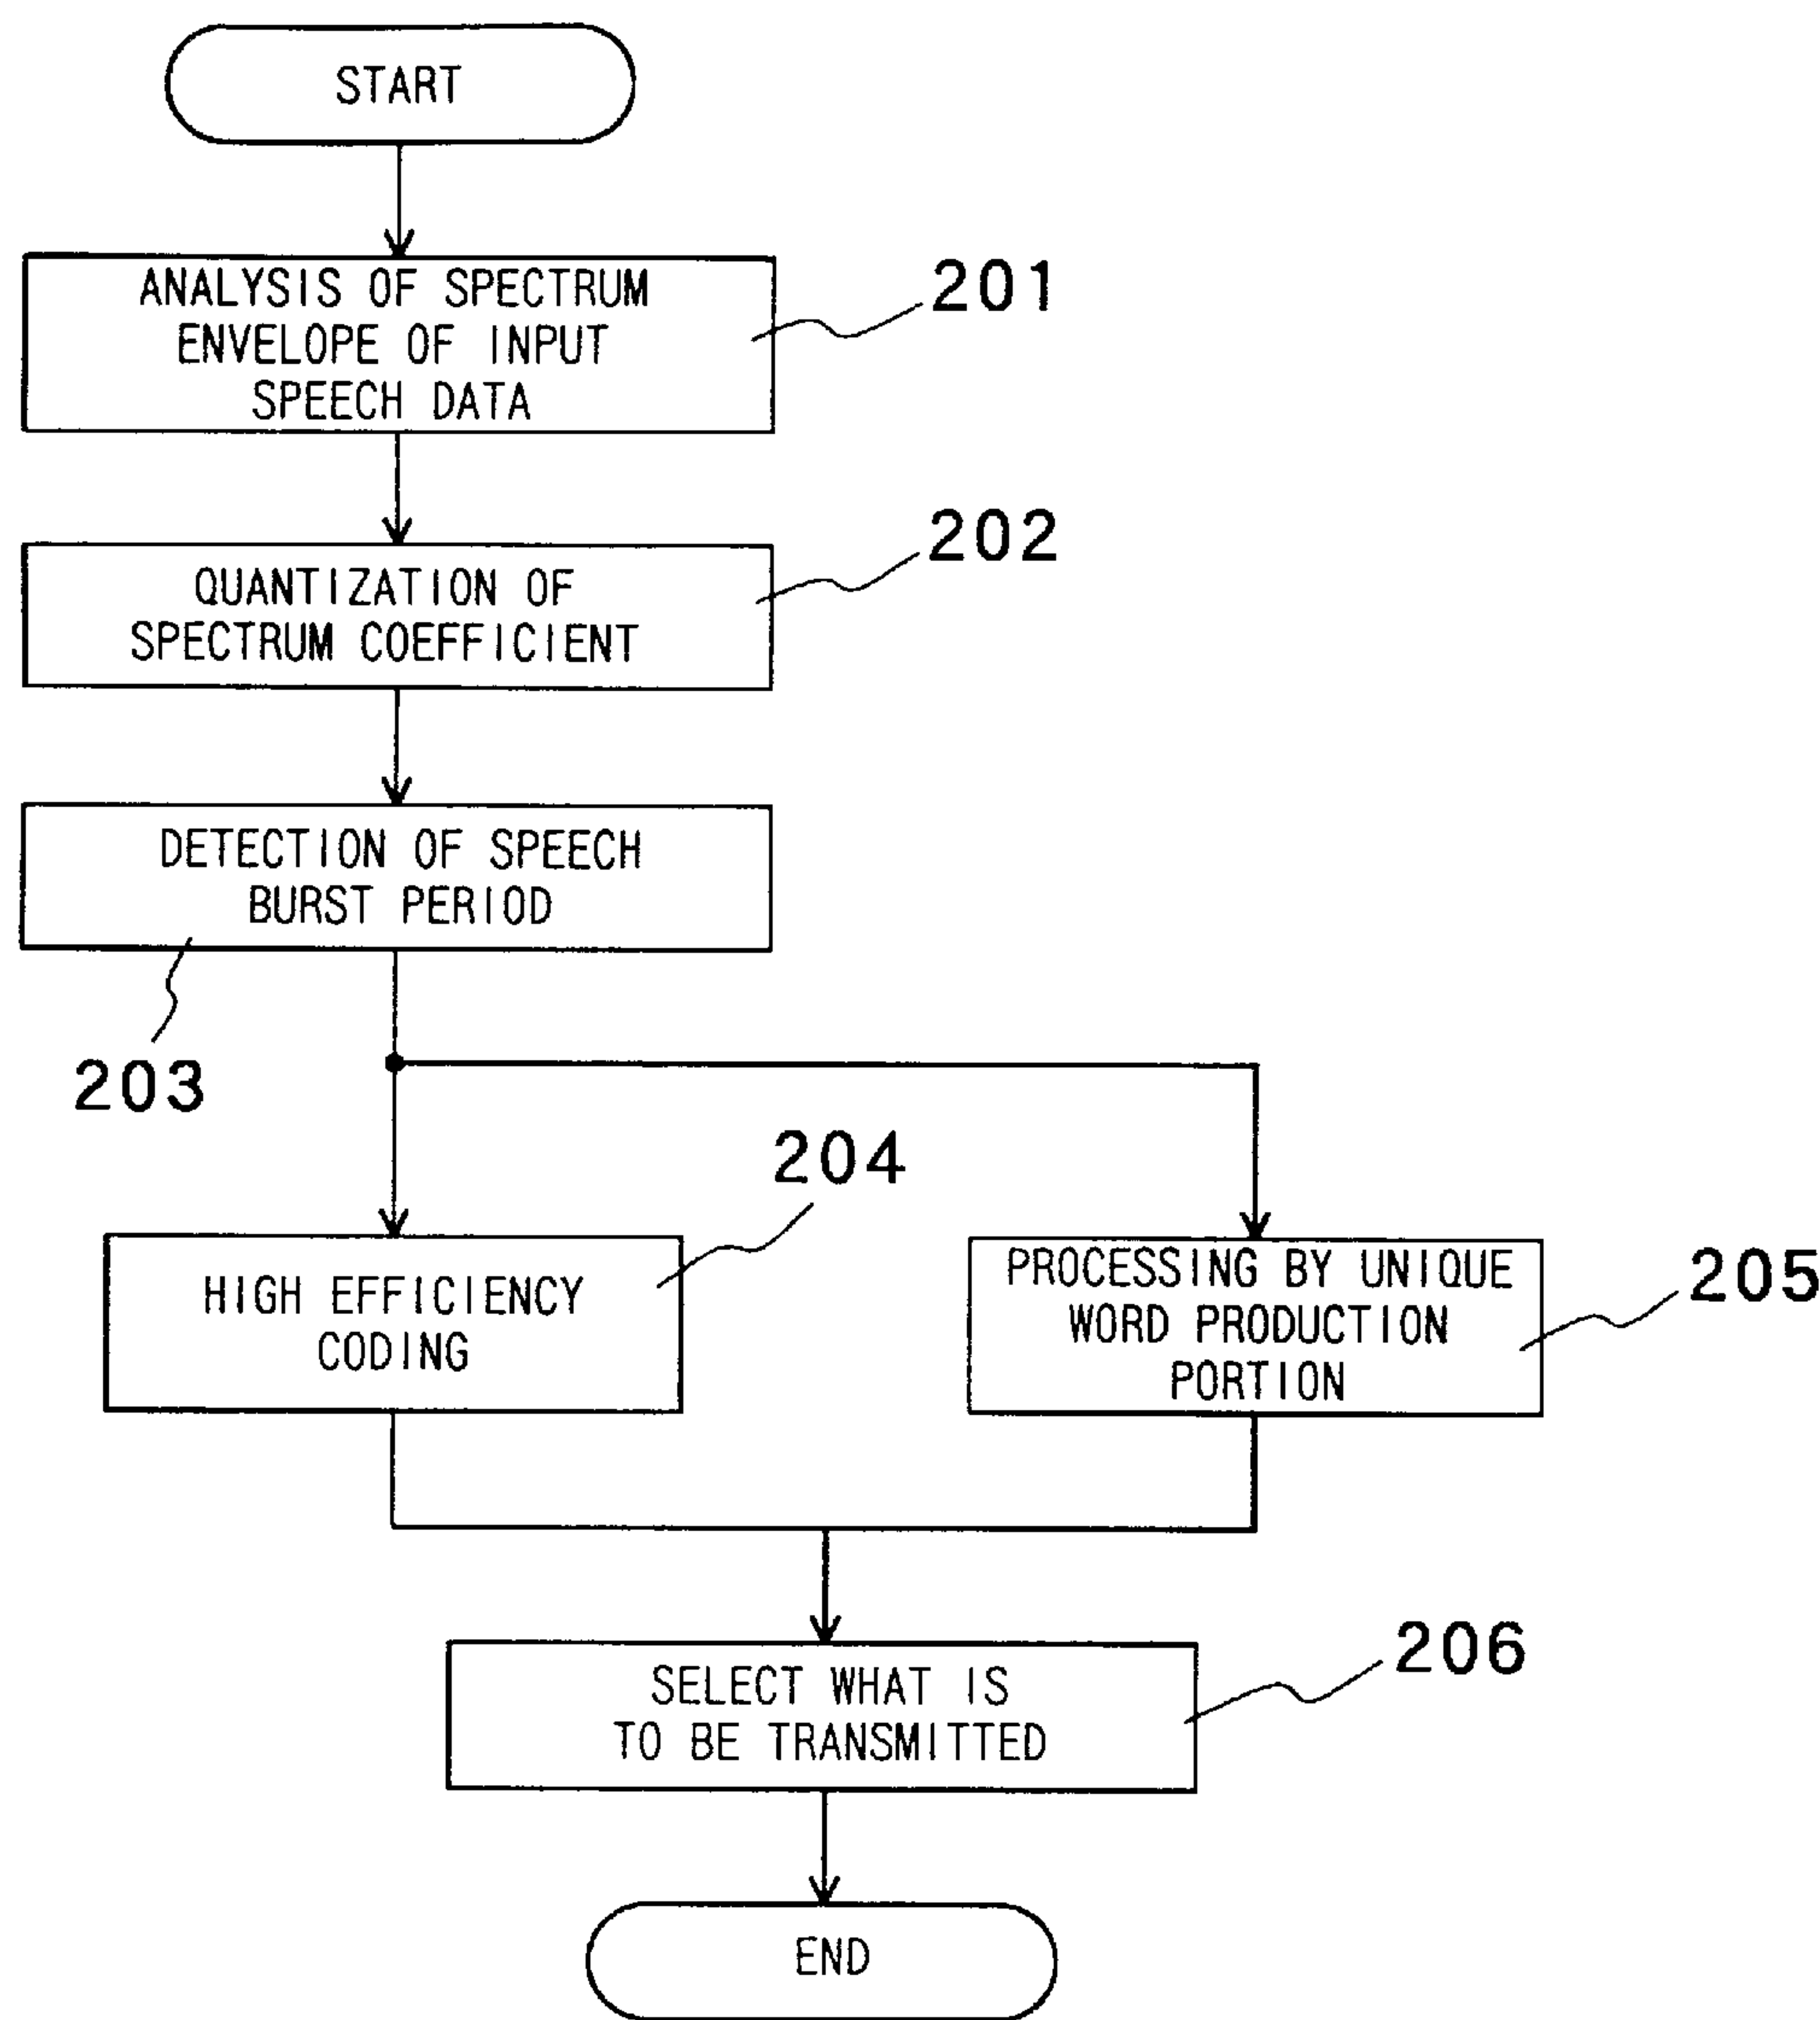 START
ANALYSIS OF SPECTRUM
ENVELOPE OF INPUT
SPEECH DATA
201
QUANTIZATION OF
SPECTRUM COEFFICIENT
202
DETECTION OF SPEECH
BURST PERIOD
203
HIGH EFFICIENCY
CODING
204
PROCESSING BY UNIQUE
WORD PRODUCTION
PORTION
205
SELECT WHAT IS
TO BE TRANSMITTED
206
END